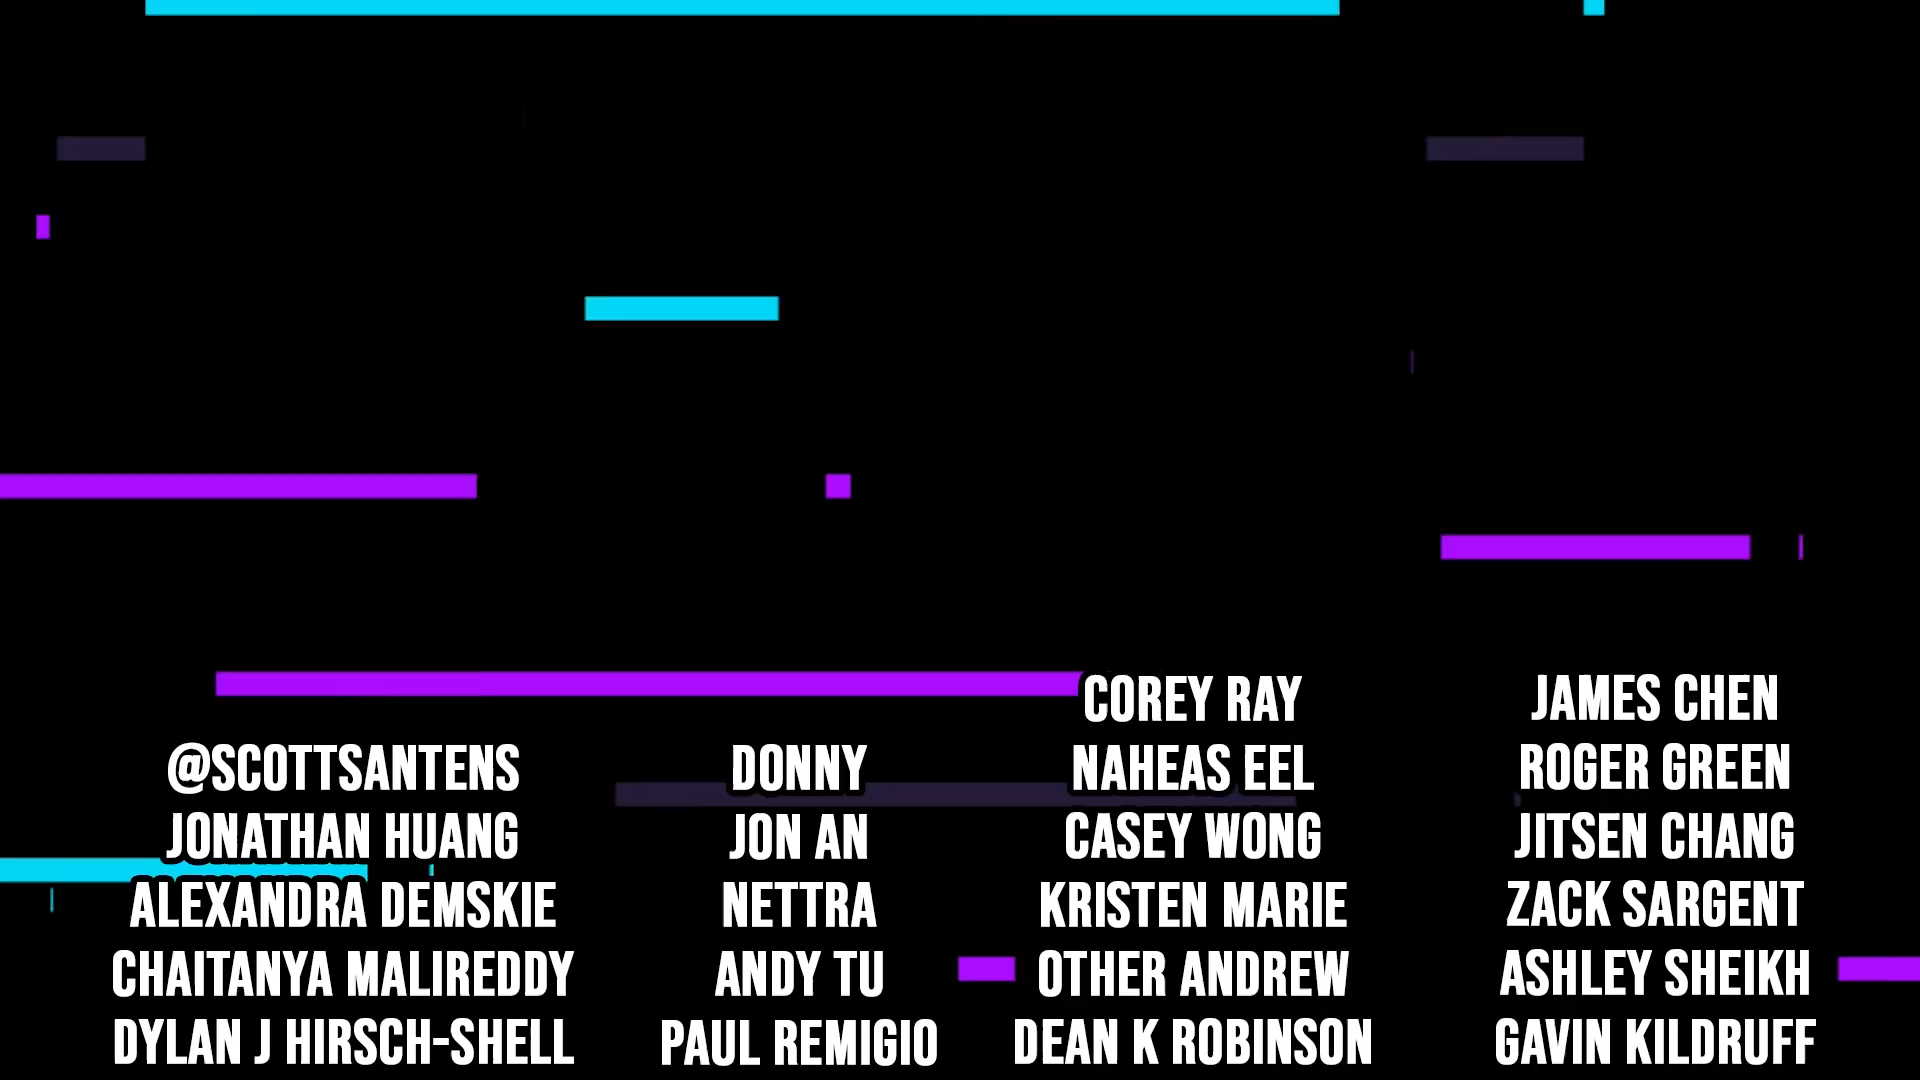 @SCOTTSANTENS
JONATHAN HUANG
ALEXANDRA DEMSKIE
CHAITANYA MALIREDDY
DYLAN J HIRSCH-SHELL
DONNY
JON AN
NETTRA
ANDY TU
PAUL REMIGIO
COREY RAY
NAHEAS EEL
CASEY WONG
KRISTEN MARIE
OTHER ANDREW
DEAN K ROBINSON
JAMES CHEN
ROGER GREEN
JITSEN CHANG
ZACK SARGENT
ASHLEY SHEIKH
GAVIN KILDRUFF